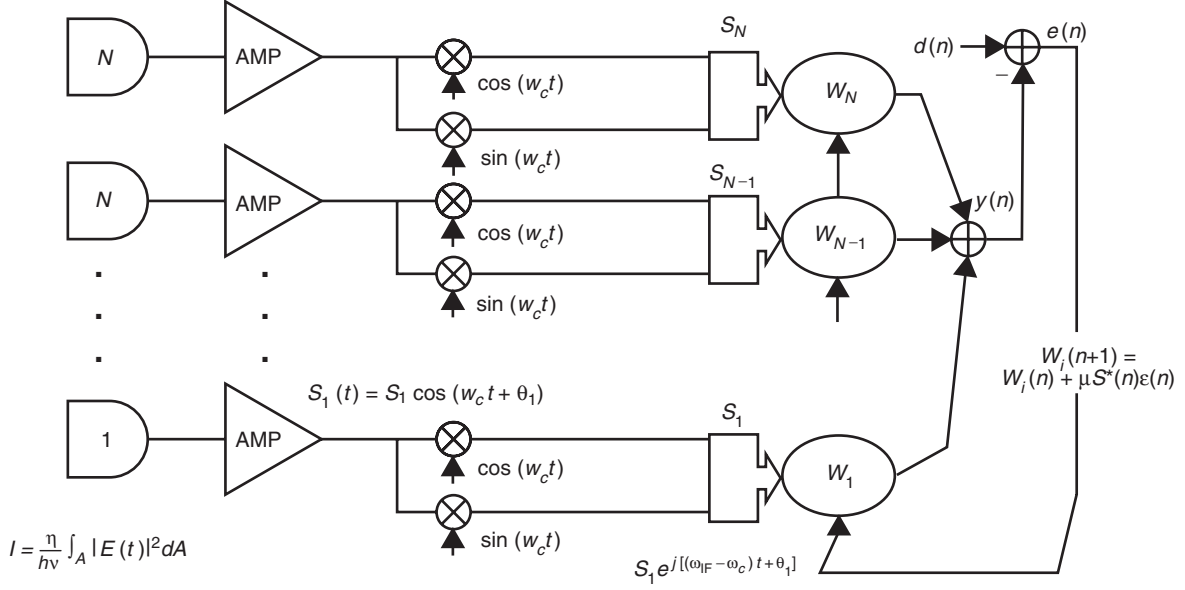 N
AMP
cos (w_c t)
sin (w_c t)
S_N
W_N
d(n)
–
e(n)
N
AMP
cos (w_c t)
sin (w_c t)
S_{N–1}
W_{N–1}
y(n)
W_i(n+1) =
W_i(n) + μS*(n)ε(n)
1
AMP
S_1 (t) = S_1 cos (w_c t + θ_1)
cos (w_c t)
sin (w_c t)
S_1
W_1
I = η/hν ∫_A |E(t)|² dA
S_1 e^{j[(ω_IF – ω_c) t + θ_1]}